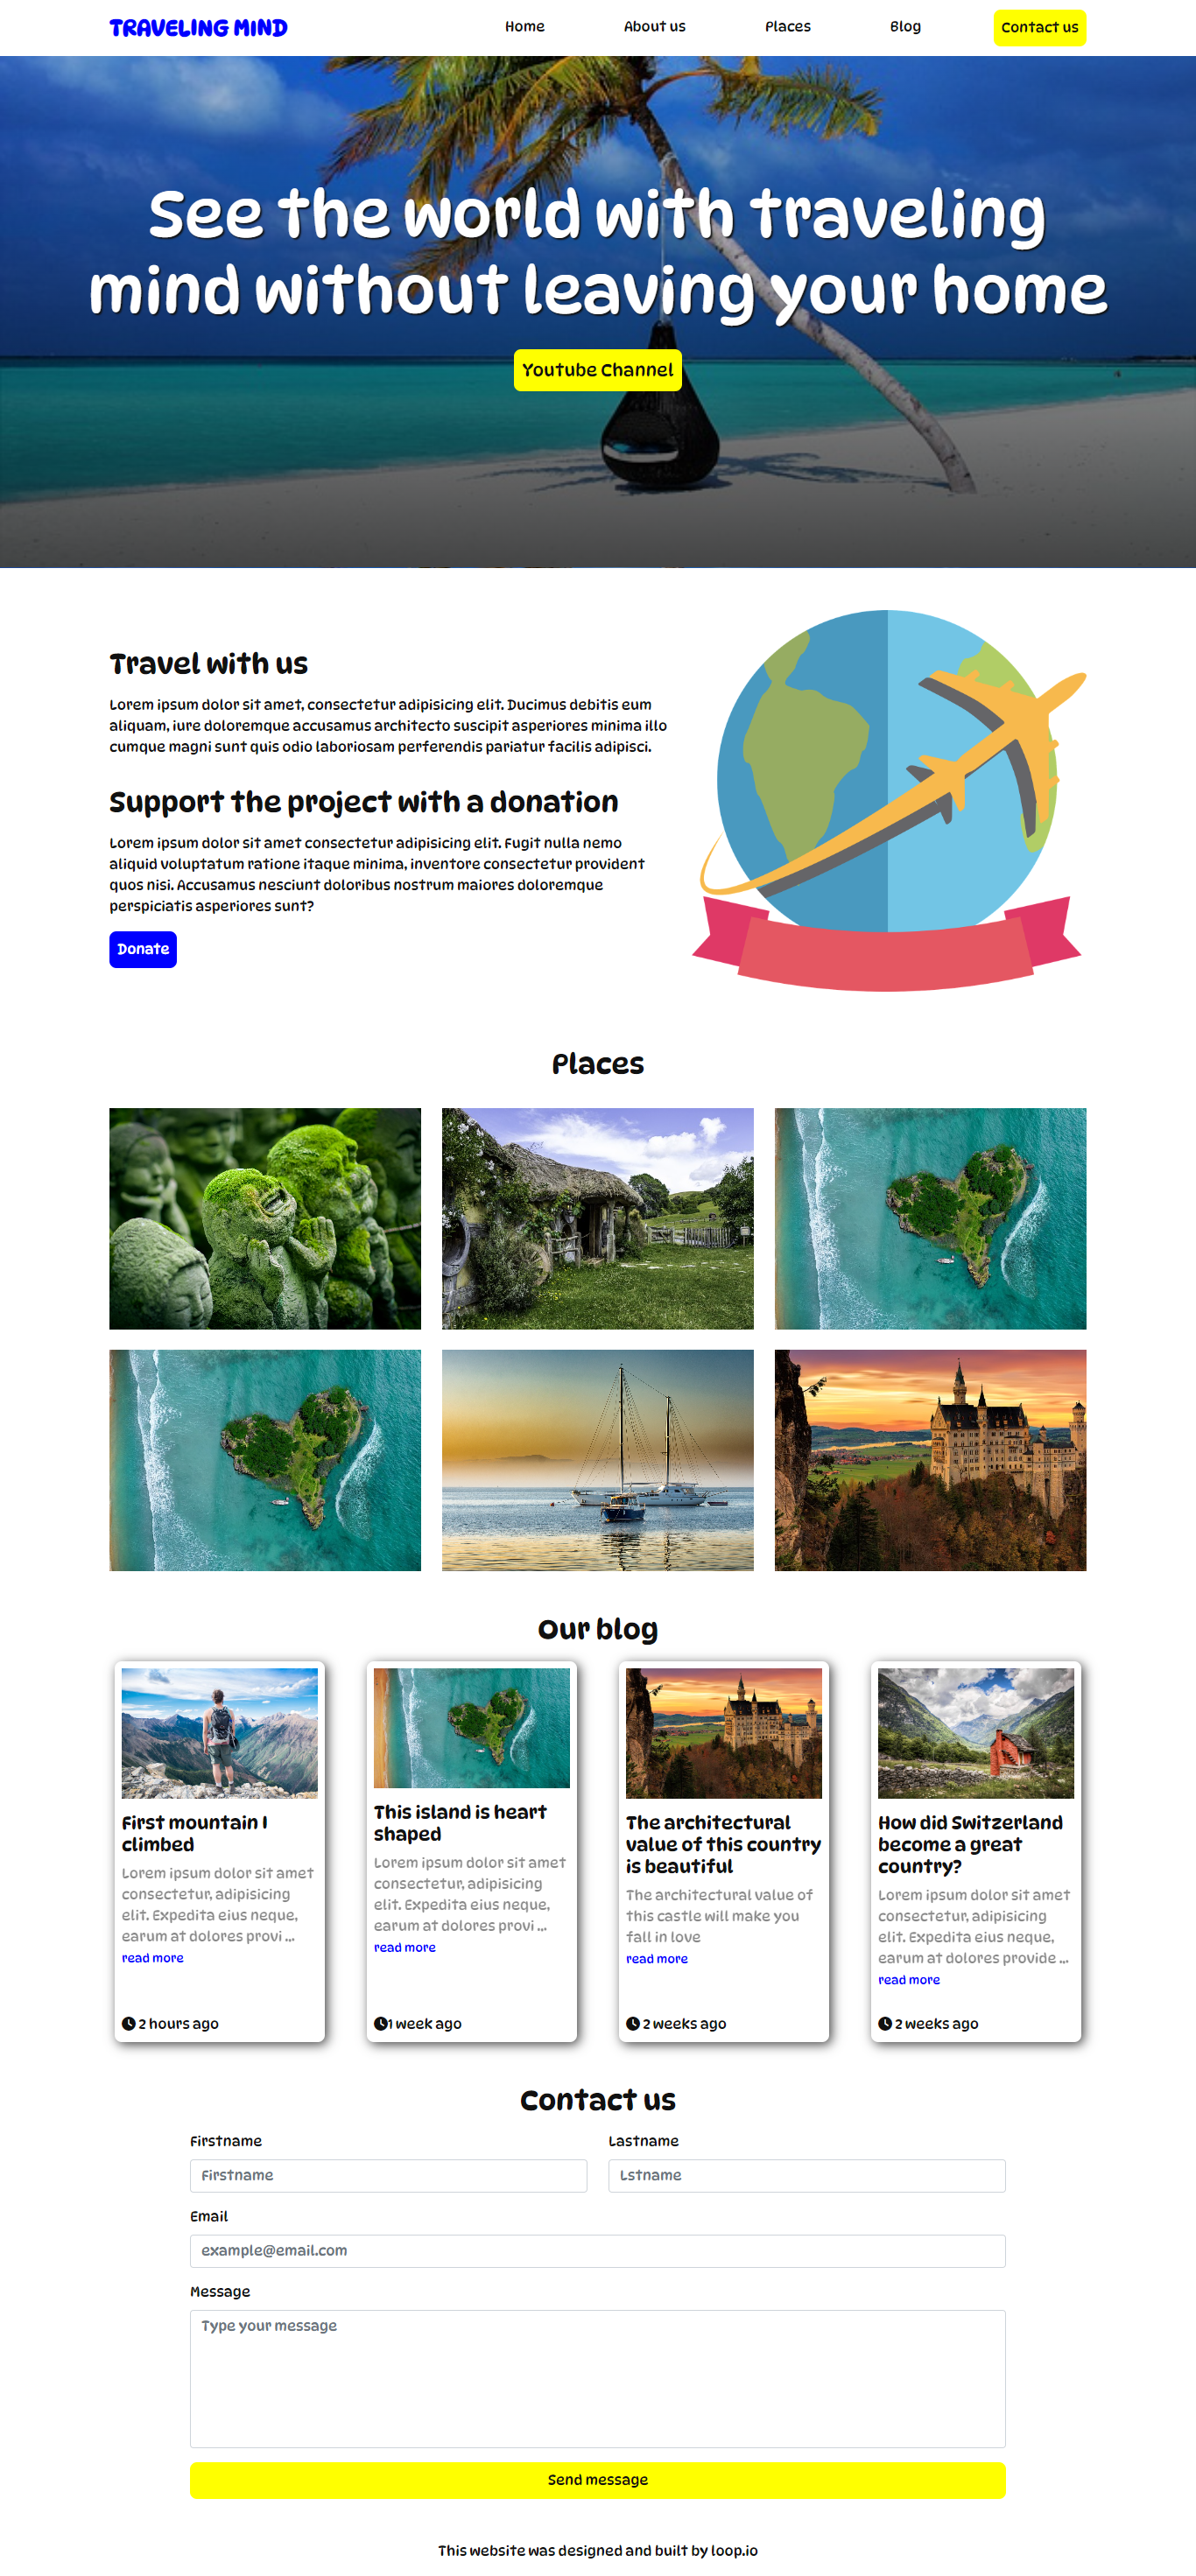 TRAVELING MIND
Home
About us
Places
Blog
Contact us
See the world with traveling
mind without leaving your home
Youtube Channel
Travel with us
Lorem ipsum dolor sit amet, consectetur adipisicing elit. Ducimus debitis eum
aliquam, iure doloremque accusamus architecto suscipit asperiores minima illo
cumque magni sunt quis odio laboriosam perferendis pariatur facilis adipisci.
Support the project with a donation
Lorem ipsum dolor sit amet consectetur adipisicing elit. Fugit nulla nemo
aliquid voluptatum ratione itaque minima, inventore consectetur provident
quos nisi. Accusamus nesciunt doloribus nostrum maiores doloremque
perspiciatis asperiores sunt?
Donate
Places
Our blog
First mountain I
climbed
Lorem ipsum dolor sit amet
consectetur, adipisicing
elit. Expedita eius neque,
earum at dolores provi ...
read more
2 hours ago
This island is heart
shaped
Lorem ipsum dolor sit amet
consectetur, adipisicing
elit. Expedita eius neque,
earum at dolores provi ...
read more
1 week ago
The architectural
value of this country
is beautiful
The architectural value of
this castle will make you
fall in love
read more
2 weeks ago
How did Switzerland
become a great
country?
Lorem ipsum dolor sit amet
consectetur, adipisicing
elit. Expedita eius neque,
earum at dolores provide ...
read more
2 weeks ago
Contact us
Firstname
Lastname
Firstname
Lstname
Email
example@email.com
Message
Type your message
Send message
This website was designed and built by loop.io